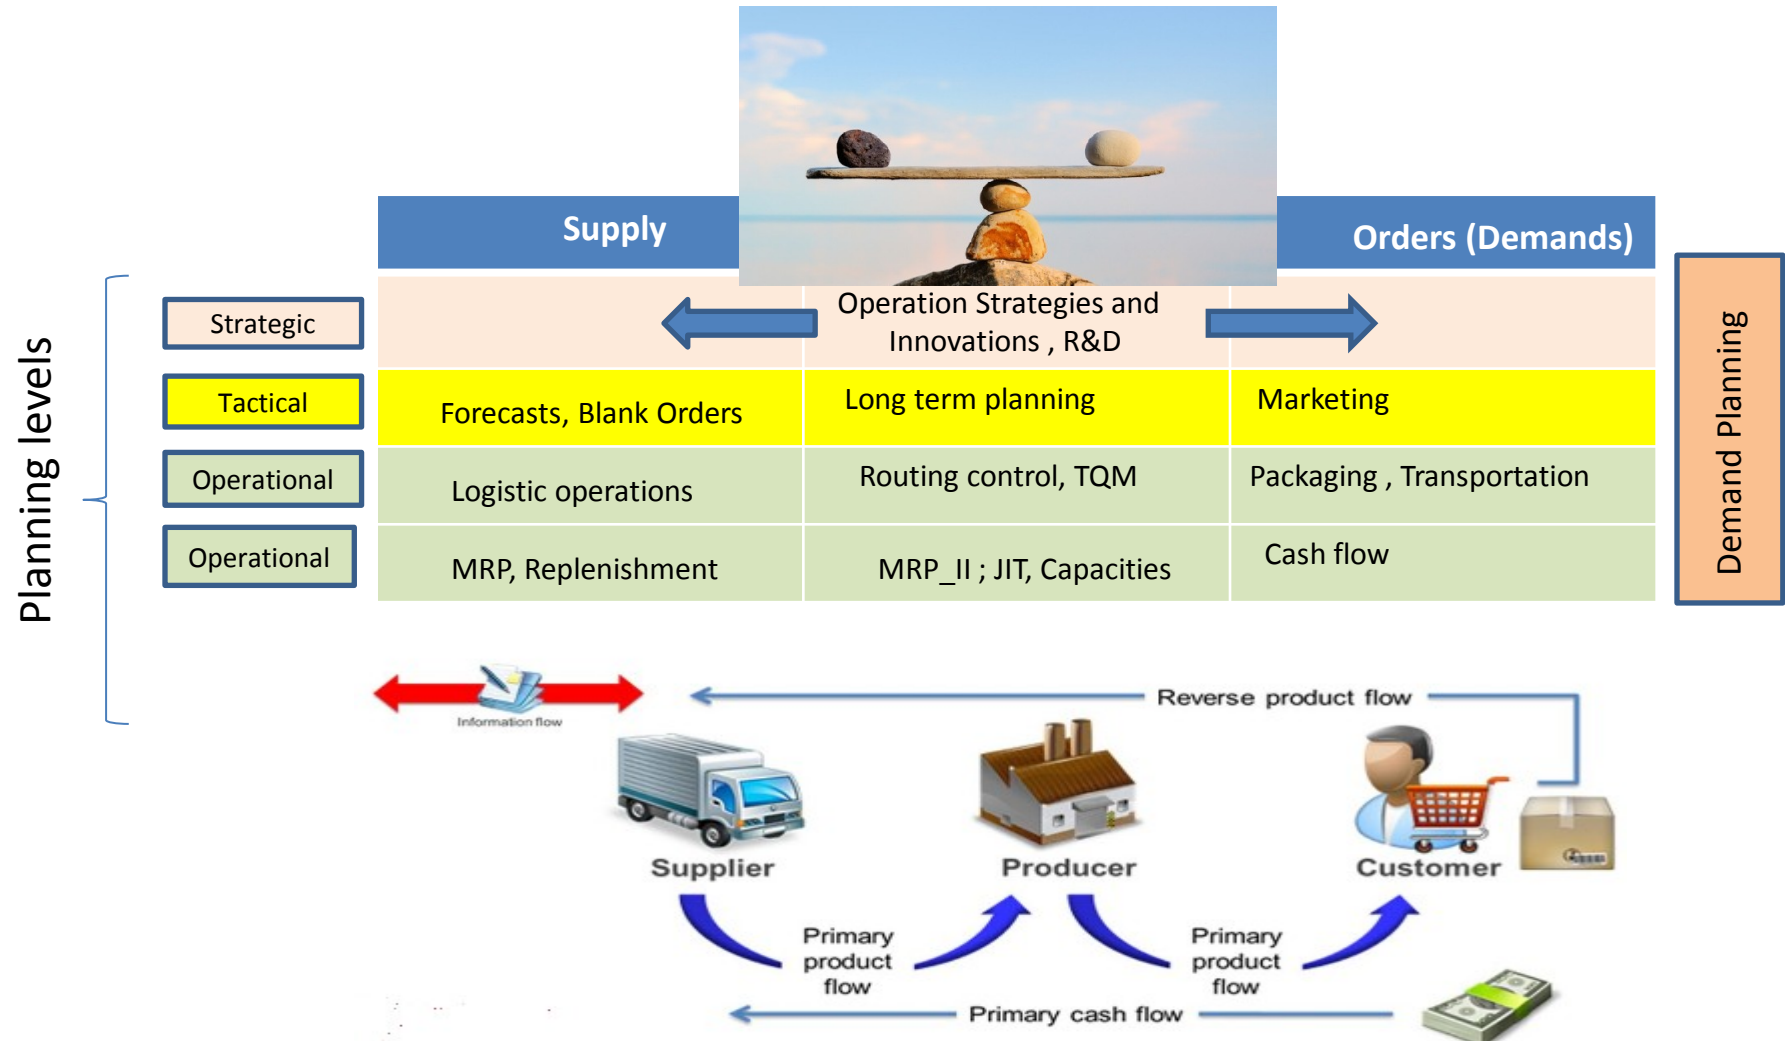 Supply
Orders (Demands)
Planning levels
Strategic
Operation Strategies and
Innovations , R&D
Demand Planning
Tactical
Forecasts, Blank Orders
Long term planning
Marketing
Operational
Logistic operations
Routing control, TQM
Packaging , Transportation
Operational
MRP, Replenishment
MRP_II ; JIT, Capacities
Cash flow
Information flow
Reverse product flow
Supplier
Producer
Customer
Primary
product
flow
Primary
product
flow
Primary cash flow